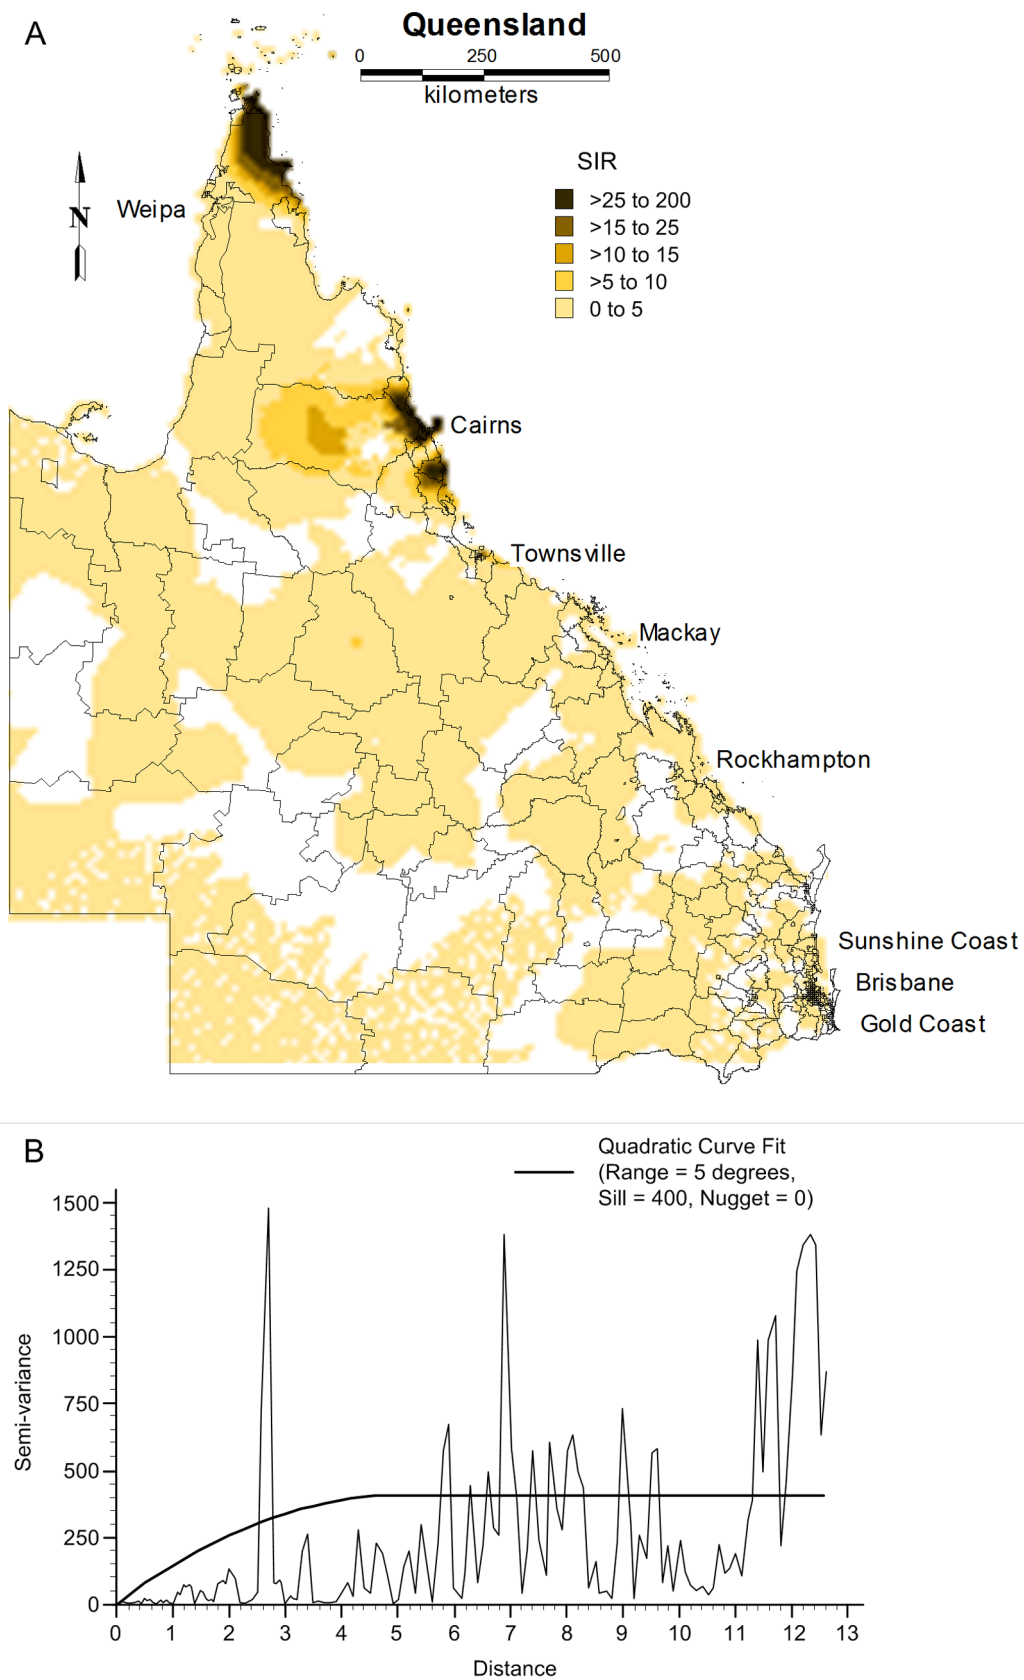 A
Queensland
0 250 500
kilometers
SIR
>25 to 200
>15 to 25
>10 to 15
>5 to 10
0 to 5
N
Weipa
Cairns
Townsville
Mackay
Rockhampton
Sunshine Coast
Brisbane
Gold Coast
B
Quadratic Curve Fit
(Range = 5 degrees,
Sill = 400, Nugget = 0)
Semi-variance
1500
1250
1000
750
500
250
0
0 1 2 3 4 5 6 7 8 9 10 11 12 13
Distance